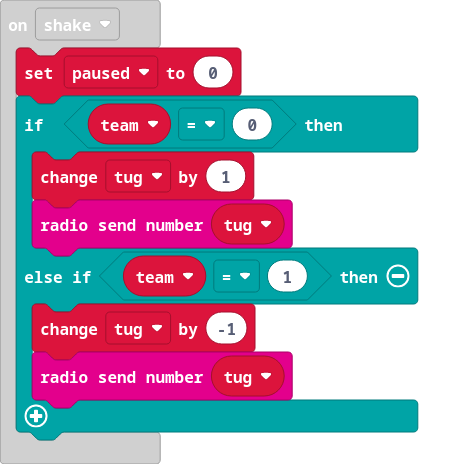 on shake
set paused to 0
if team = 0 then
change tug by 1
radio send number tug
else if team = 1 then
change tug by -1
radio send number tug